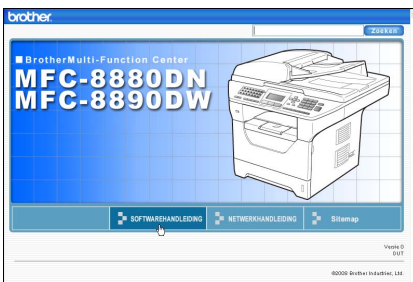 brother
Zoeken
BrotherMulti-Function Center
MFC-8880DN
MFC-8890DW
SOFTWAREHANDLEIDING NETWERKHANDLEIDING Sitemap
Versie 0
DUT
©2008 Brother Industries, Ltd.